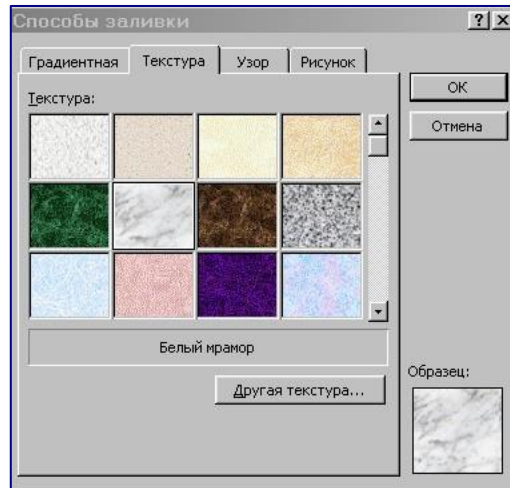 Способы заливки
Градиентная Текстура Узор Рисунок
Текстура:
ОК
Отмена
Белый мрамор
Другая текстура...
Образец: